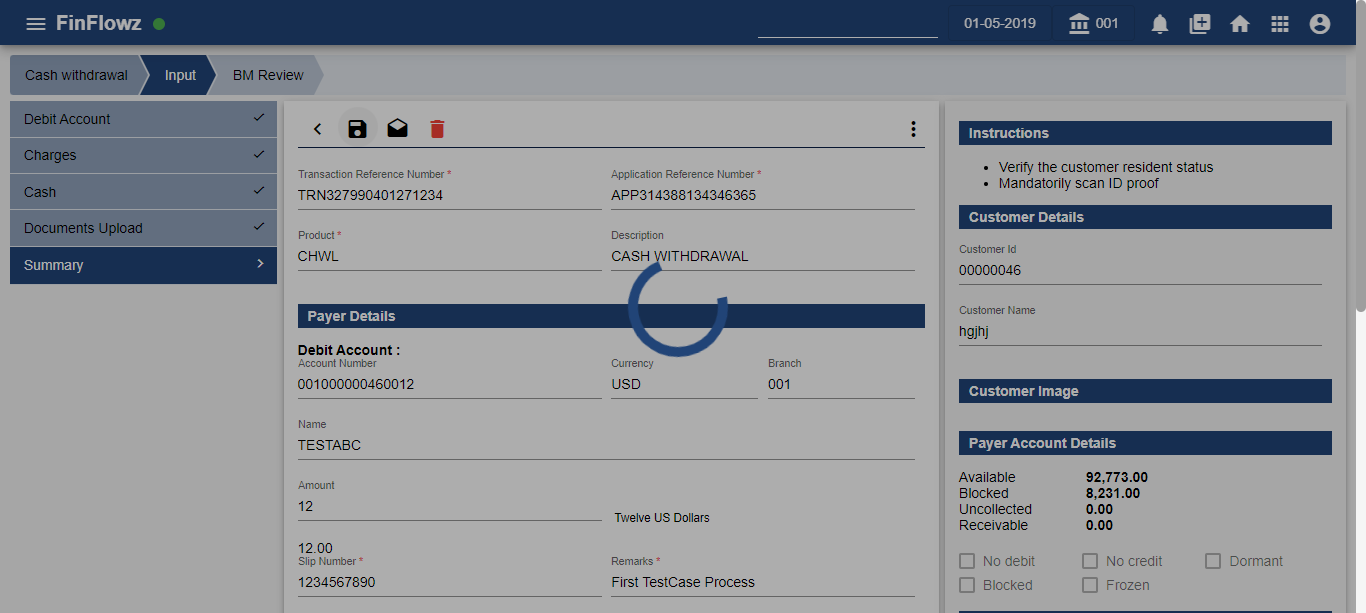 FinFlowz
01-05-2019
001
Cash withdrawal
Input
BM Review
Debit Account
Charges
Cash
Documents Upload
Summary
Transaction Reference Number * Application Reference Number *
TRN327990401271234 APP314388134346365
Product * Description
CHWL CASH WITHDRAWAL
Payer Details
Debit Account :
Account Number Currency Branch
001000000460012 USD 001
Name
TESTABC
Amount
12
Twelve US Dollars
12.00
Slip Number * Remarks *
1234567890 First TestCase Process
Instructions
• Verify the customer resident status
• Mandatorily scan ID proof
Customer Details
Customer Id
00000046
Customer Name
hgjhj
Customer Image
Payer Account Details
Available 92,773.00
Blocked 8,231.00
Uncollected 0.00
Receivable 0.00
No debit No credit Dormant
Blocked Frozen